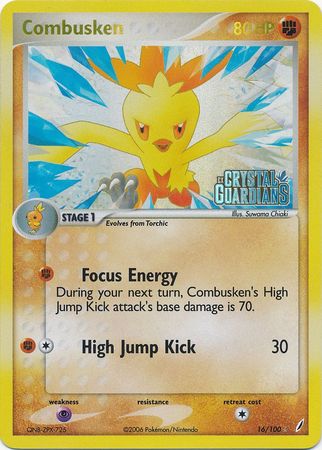 Combusken
80 HP
EX
CRYSTAL
GUARDIANS
Illus. Suwama Chiaki
STAGE 1
Evolves from Torchic
Focus Energy
During your next turn, Combusken's High
Jump Kick attack's base damage is 70.
High Jump Kick 30
weakness resistance retreat cost
©2006 Pokémon/Nintendo 16/100